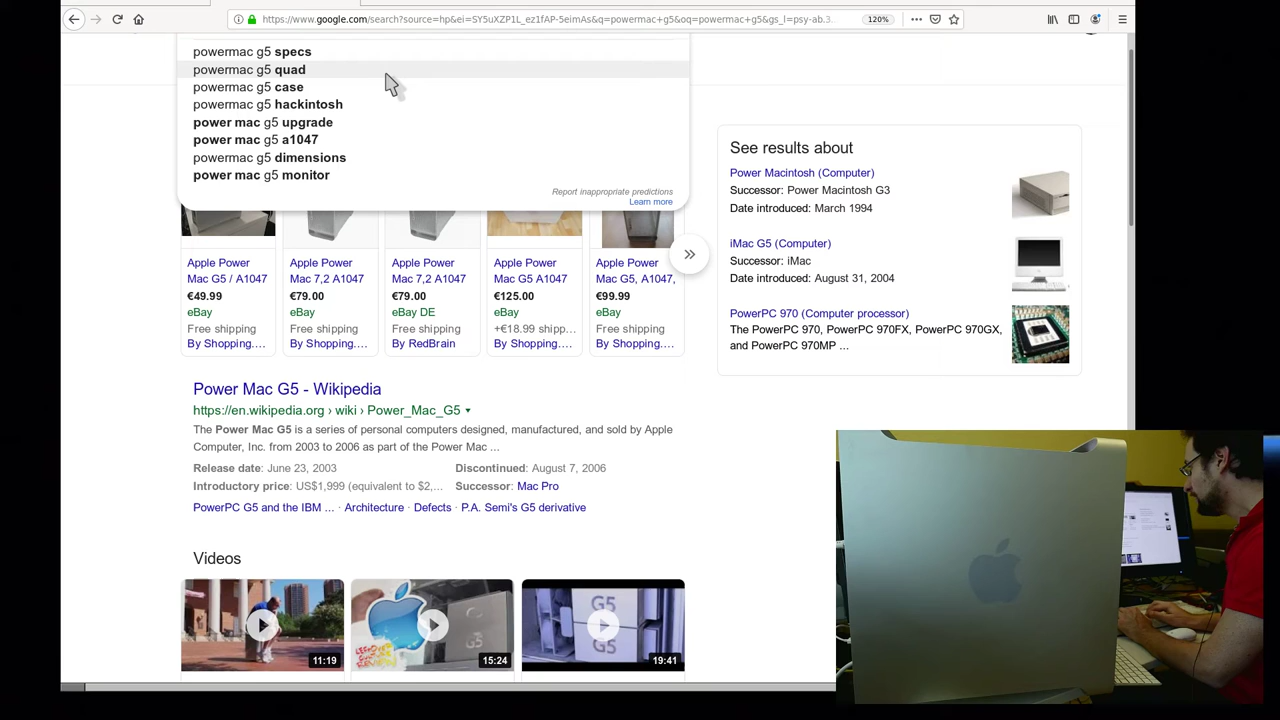 https://www.google.com/search?source=hp&ei=SY5uXZP1L_ez1fAP-5eimAs&q=powermac+g5&oq=powermac+g5&gs_l=psy-ab.3...
120%
powermac g5 specs
powermac g5 quad
powermac g5 case
powermac g5 hackintosh
power mac g5 upgrade
power mac g5 a1047
powermac g5 dimensions
power mac g5 monitor
Report inappropriate predictions
Learn more
Apple Power
Mac G5 / A1047
€49.99
eBay
Free shipping
By Shopping....
Apple Power
Mac 7,2 A1047
€79.00
eBay
Free shipping
By Shopping....
Apple Power
Mac 7,2 A1047
€79.00
eBay DE
Free shipping
By RedBrain
Apple Power
Mac G5 A1047
€125.00
eBay
+€18.99 shipp...
By Shopping....
Apple Power
Mac G5, A1047,
€99.99
eBay
Free shipping
By Shopping....
See results about
Power Macintosh (Computer)
Successor: Power Macintosh G3
Date introduced: March 1994
iMac G5 (Computer)
Successor: iMac
Date introduced: August 31, 2004
PowerPC 970 (Computer processor)
The PowerPC 970, PowerPC 970FX, PowerPC 970GX,
and PowerPC 970MP ...
Power Mac G5 - Wikipedia
https://en.wikipedia.org › wiki › Power_Mac_G5
The Power Mac G5 is a series of personal computers designed, manufactured, and sold by Apple
Computer, Inc. from 2003 to 2006 as part of the Power Mac ...
Release date: June 23, 2003
Discontinued: August 7, 2006
Introductory price: US$1,999 (equivalent to $2,...
Successor: Mac Pro
PowerPC G5 and the IBM ... · Architecture · Defects · P.A. Semi's G5 derivative
Videos
11:19
G5
15:24
G5
G5
19:41